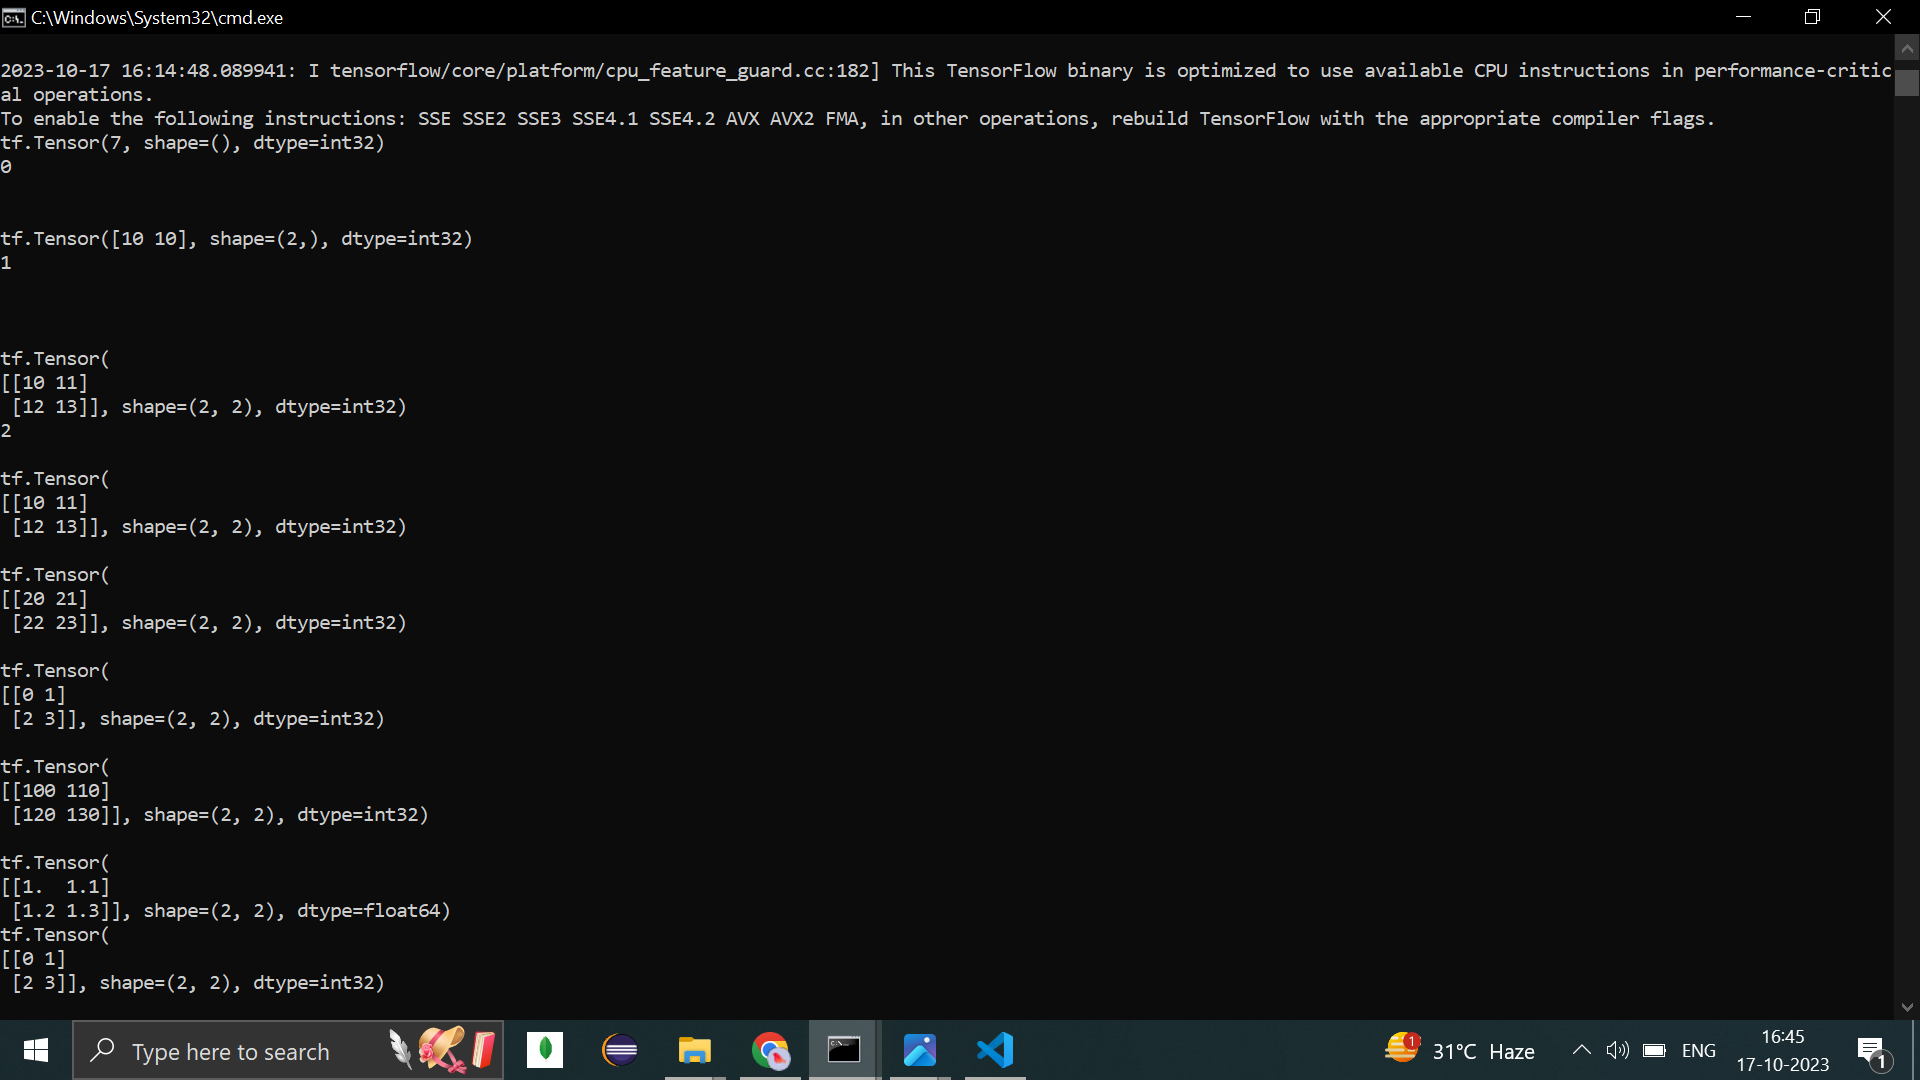 C:\Windows\System32\cmd.exe
2023-10-17 16:14:48.089941: I tensorflow/core/platform/cpu_feature_guard.cc:182] This TensorFlow binary is optimized to use available CPU instructions in performance-critic
al operations.
To enable the following instructions: SSE SSE2 SSE3 SSE4.1 SSE4.2 AVX AVX2 FMA, in other operations, rebuild TensorFlow with the appropriate compiler flags.
tf.Tensor(7, shape=(), dtype=int32)
0
tf.Tensor([10 10], shape=(2,), dtype=int32)
1
tf.Tensor(
[[10 11]
 [12 13]], shape=(2, 2), dtype=int32)
2
tf.Tensor(
[[10 11]
 [12 13]], shape=(2, 2), dtype=int32)
tf.Tensor(
[[20 21]
 [22 23]], shape=(2, 2), dtype=int32)
tf.Tensor(
[[0 1]
 [2 3]], shape=(2, 2), dtype=int32)
tf.Tensor(
[[100 110]
 [120 130]], shape=(2, 2), dtype=int32)
tf.Tensor(
[[1.  1.1]
 [1.2 1.3]], shape=(2, 2), dtype=float64)
tf.Tensor(
[[0 1]
 [2 3]], shape=(2, 2), dtype=int32)
Type here to search
1
31°C Haze
ENG
16:45
17-10-2023
1